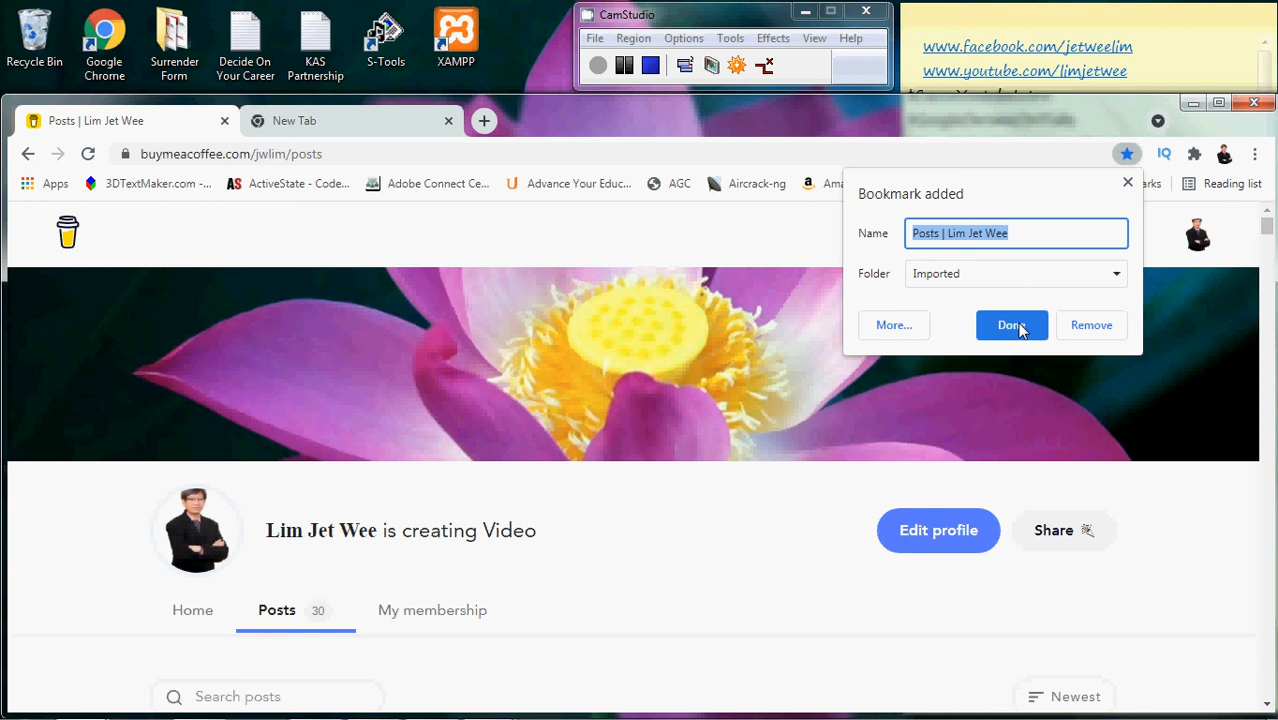 Recycle Bin
Google
Chrome
Surrender
Form
Decide On
Your Career
KAS
Partnership
S-Tools
XAMPP
CamStudio
File Region Options Tools Effects View Help
www.facebook.com/jetweelim
www.youtube.com/limjetwee
Posts | Lim Jet Wee
New Tab
buymeacoffee.com/jwlim/posts
IQ
Apps
3DTextMaker.com -...
AS ActiveState - Code...
Adobe Connect Ce...
Advance Your Educ...
AGC
Aircrack-ng
Reading list
Bookmark added
Name Posts | Lim Jet Wee
Folder Imported
More... Done Remove
Lim Jet Wee is creating Video
Edit profile
Share
Home Posts 30 My membership
Search posts
Newest